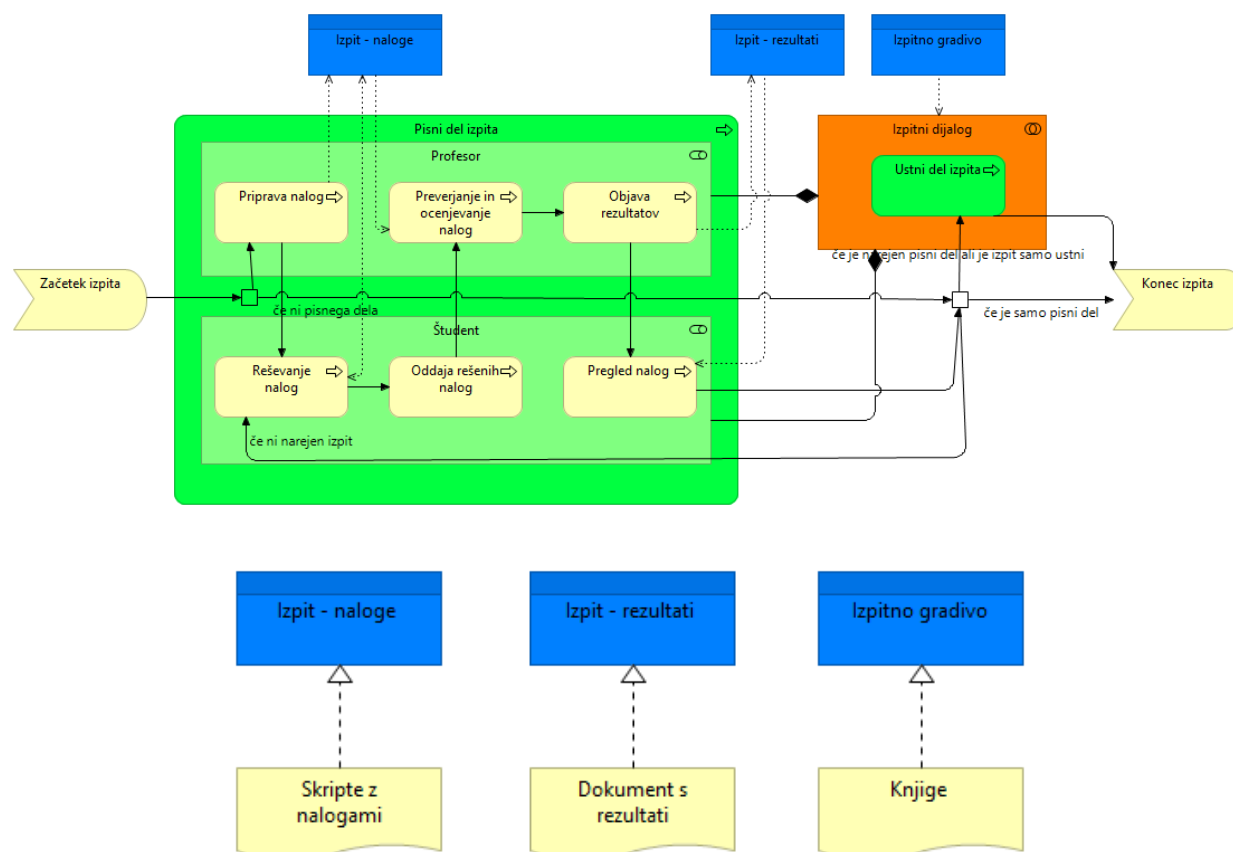 Izpit - naloge
Izpit - rezultati
Izpitno gradivo
Pisni del izpita
Izpitni dijalog
Profesor
Ustni del izpita
Priprava nalog
Preverjanje in
ocenjevanje
nalog
Objava
rezultatov
če je narejen pisni del ali je izpit samo ustni
Začetek izpita
Konec izpita
če ni pisnega dela
če je samo pisni del
Študent
Reševanje
nalog
Oddaja rešenih
nalog
Pregled nalog
če ni narejen izpit
Izpit - naloge
Izpit - rezultati
Izpitno gradivo
Skripte z
nalogami
Dokument s
rezultati
Knjige